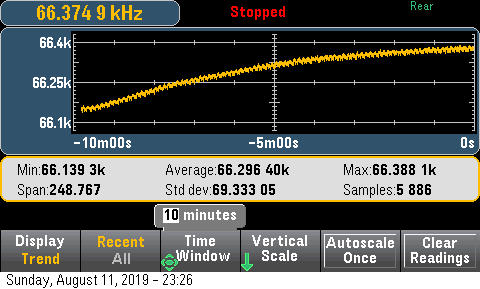 66.374 9 kHz Stopped Rear
66.4k
66.25k
66.1k
-10m00s -5m00s 0s
Min:66.139 3k Average:66.296 40k Max:66.388 1k
Span:248.767 Std dev:69.333 05 Samples:5 886
10 minutes
Display Recent Time Vertical Autoscale Clear
Trend All Window Scale Once Readings
Sunday, August 11, 2019 - 23:26